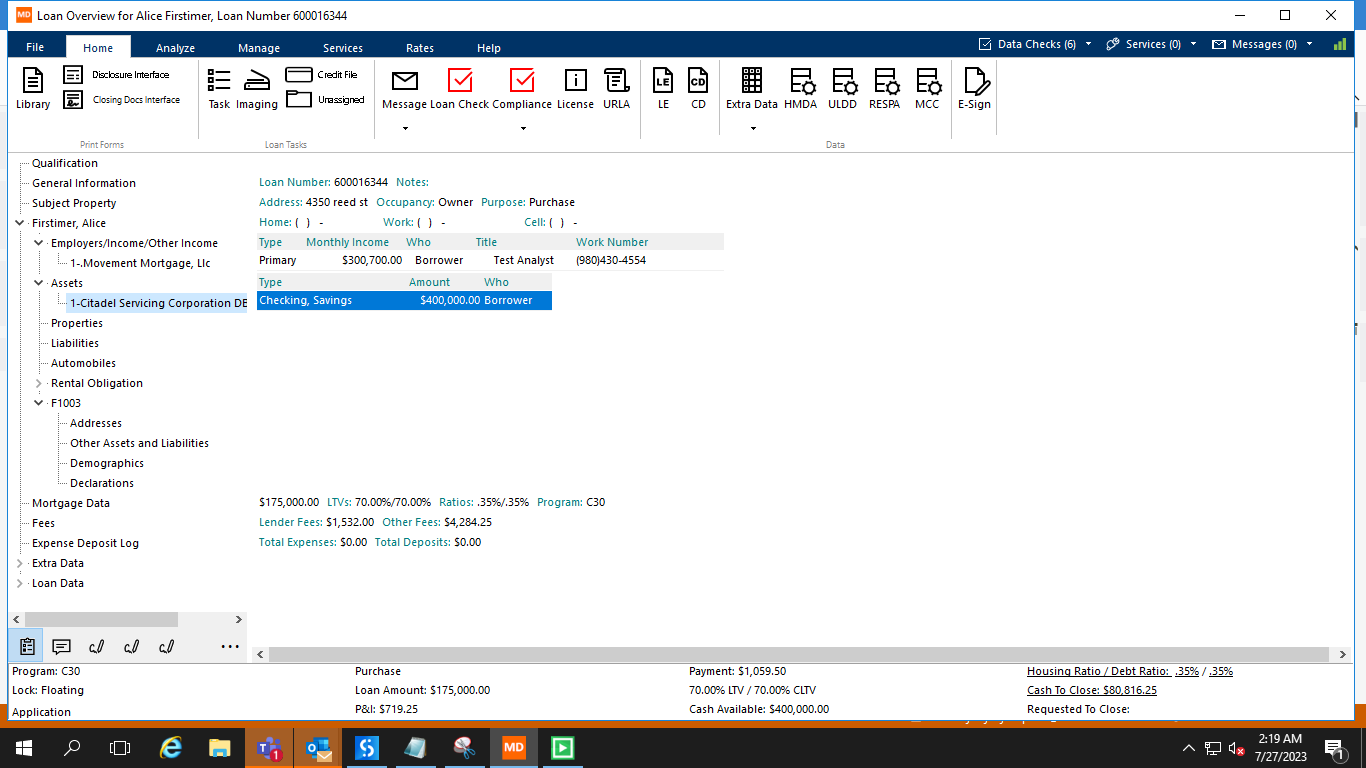 MD Loan Overview for Alice Firstimer, Loan Number 600016344
File Home Analyze Manage Services Rates Help Data Checks (6) Services (0) Messages (0)
Library Disclosure Interface Closing Docs Interface Task Imaging Credit File Unassigned Message Loan Check Compliance License URLA LE CD Extra Data HMDA ULDD RESPA MCC E-Sign
Print Forms Loan Tasks Data
Qualification
General Information
Subject Property
Firstimer, Alice
Employers/Income/Other Income
1-.Movement Mortgage, Llc
Assets
1-Citadel Servicing Corporation DE
Properties
Liabilities
Automobiles
Rental Obligation
F1003
Addresses
Other Assets and Liabilities
Demographics
Declarations
Mortgage Data
Fees
Expense Deposit Log
Extra Data
Loan Data
Loan Number: 600016344 Notes:
Address: 4350 reed st Occupancy: Owner Purpose: Purchase
Home: ( ) - Work: ( ) - Cell: ( ) -
Type Monthly Income Who Title Work Number
Primary $300,700.00 Borrower Test Analyst (980)430-4554
Type Amount Who
Checking, Savings $400,000.00 Borrower
$175,000.00 LTVs: 70.00%/70.00% Ratios: .35%/.35% Program: C30
Lender Fees: $1,532.00 Other Fees: $4,284.25
Total Expenses: $0.00 Total Deposits: $0.00
Program: C30 Purchase Payment: $1,059.50 Housing Ratio / Debt Ratio: .35% / .35%
Lock: Floating Loan Amount: $175,000.00 70.00% LTV / 70.00% CLTV Cash To Close: $80,816.25
Application P&I: $719.25 Cash Available: $400,000.00 Requested To Close:
MD
1
2:19 AM
7/27/2023
1